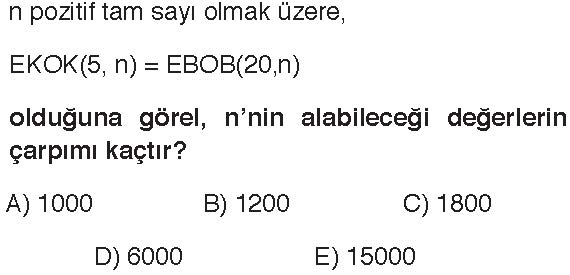 n pozitif tam sayı olmak üzere,
EKOK(5, n) = EBOB(20,n)
olduğuna görel, n'nin alabileceği değerlerin
çarpımı kaçtır?
A) 1000 B) 1200 C) 1800
D) 6000 E) 15000